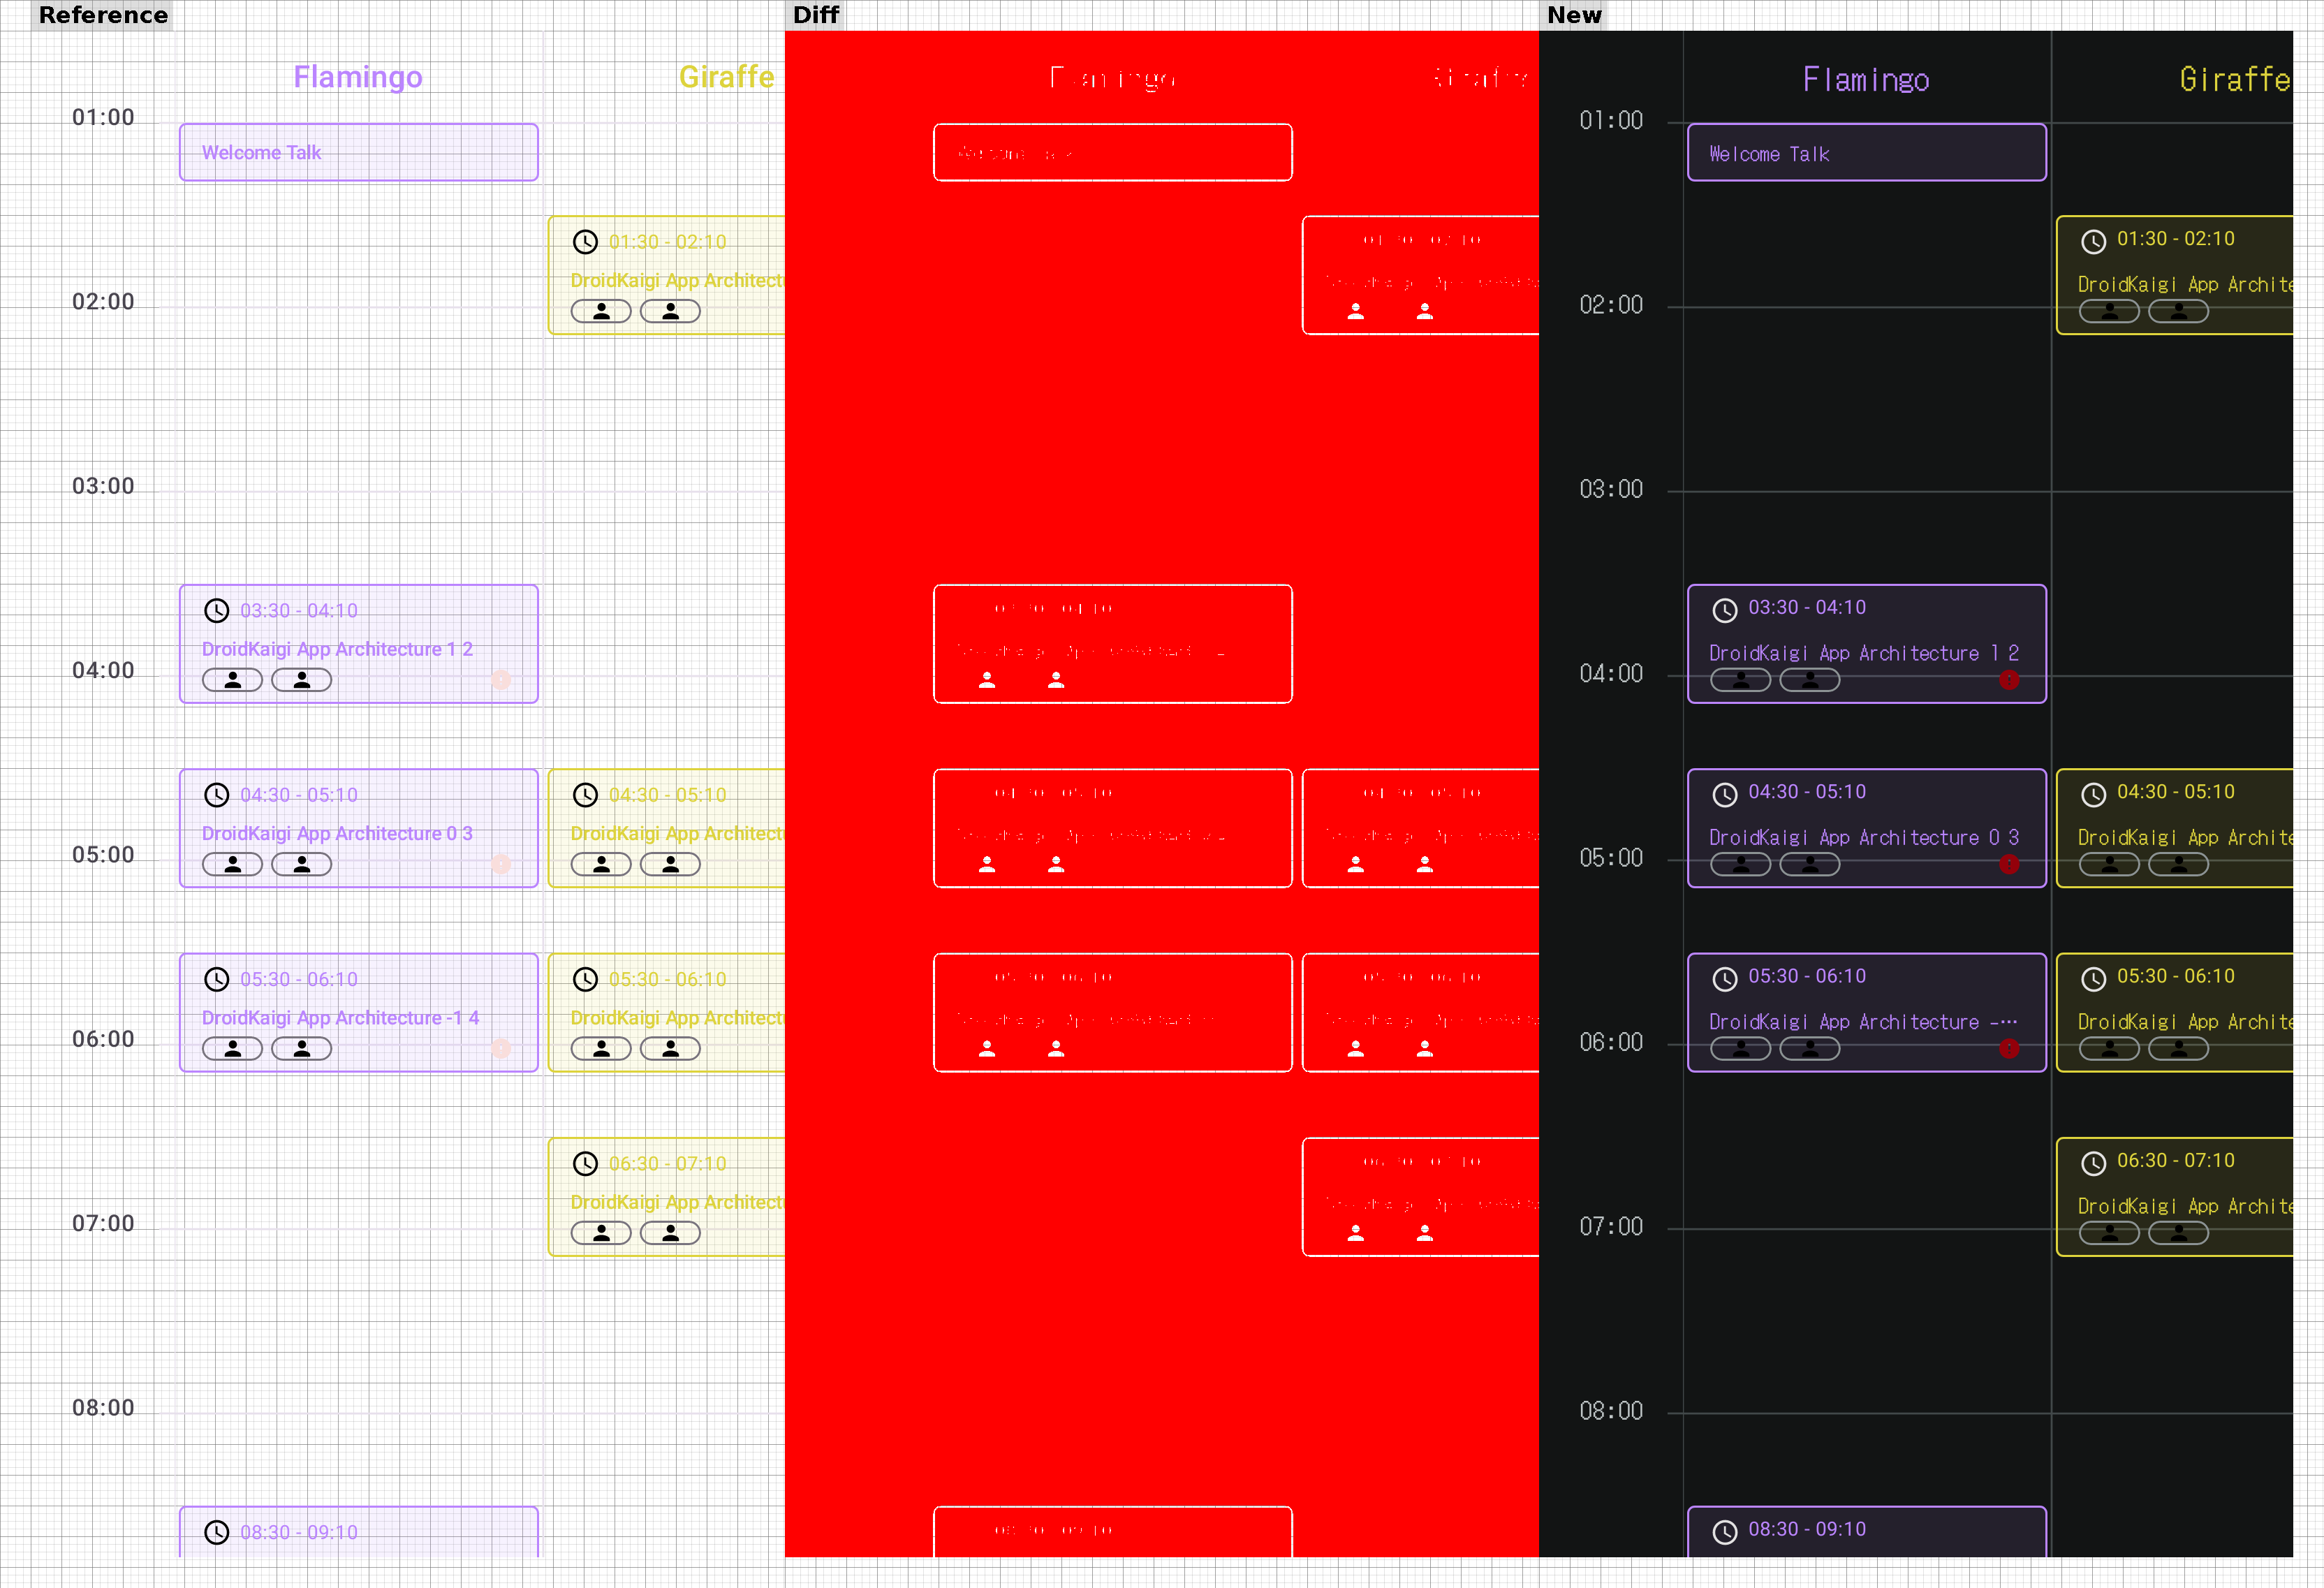 Reference
Flamingo Giraffe
01:00
Welcome Talk
01:30 - 02:10
DroidKaigi App Architect
02:00
03:00
03:30 - 04:10
DroidKaigi App Architecture 1 2
04:00
04:30 - 05:10 04:30 - 05:10
DroidKaigi App Architecture 0 3 DroidKaigi App Architect
05:00
05:30 - 06:10 05:30 - 06:10
DroidKaigi App Architecture -1 4 DroidKaigi App Architect
06:00
06:30 - 07:10
DroidKaigi App Architect
07:00
08:00
08:30 - 09:10
Diff
New
Flamingo Giraffe
01:00
Welcome Talk
01:30 - 02:10
DroidKaigi App Archite
02:00
03:00
03:30 - 04:10
DroidKaigi App Architecture 1 2
04:00
04:30 - 05:10 04:30 - 05:10
DroidKaigi App Architecture 0 3 DroidKaigi App Archite
05:00
05:30 - 06:10 05:30 - 06:10
DroidKaigi App Architecture -… DroidKaigi App Archite
06:00
06:30 - 07:10
DroidKaigi App Archite
07:00
08:00
08:30 - 09:10